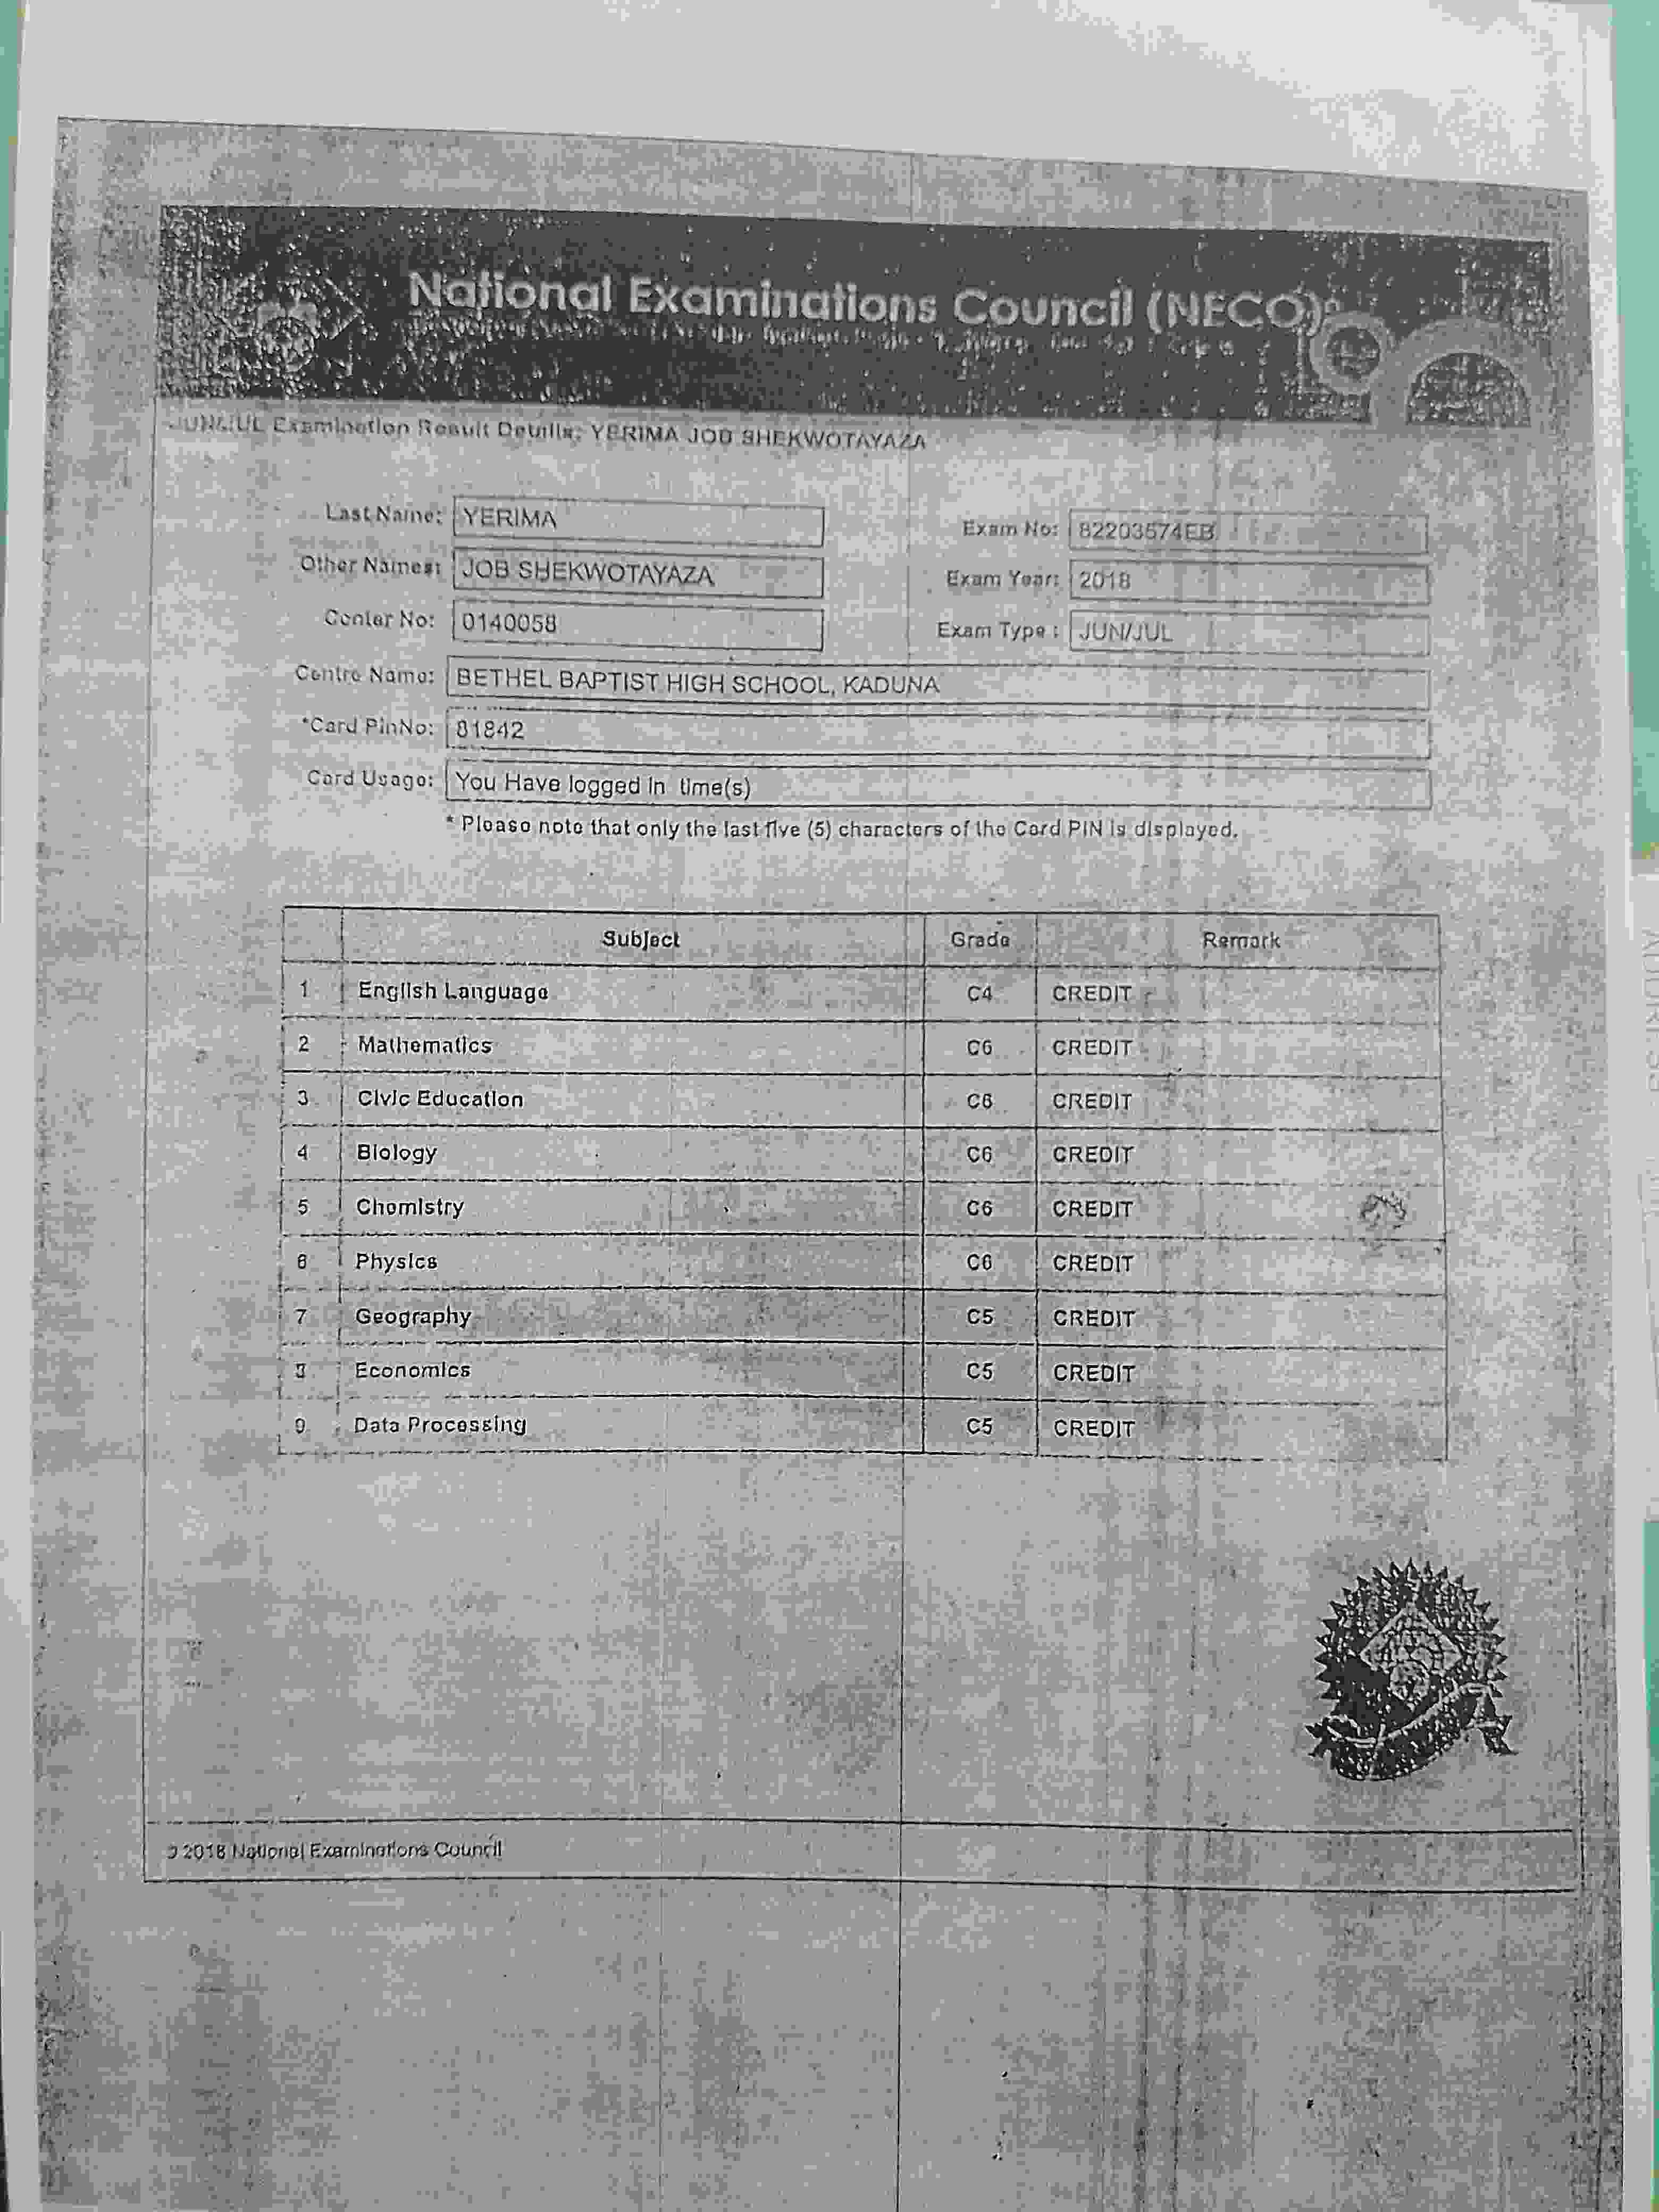 National Examinations Council (NECO)
JUN/JUL Examination Result Details: YERIMA JOB SHEKWOTAYAZA
Last Name: YERIMA
Exam No: 82203574EB
Other Names: JOB SHEKWOTAYAZA
Exam Year: 2018
Center No: 0140058
Exam Type : JUN/JUL
Centre Name: BETHEL BAPTIST HIGH SCHOOL, KADUNA
*Card PinNo: 81842
Card Usage: You Have logged in time(s)
* Please note that only the last five (5) characters of the Card PIN is displayed.
Subject Grade Remark
1 English Language C4 CREDIT
2 Mathematics C6 CREDIT
3 Civic Education C6 CREDIT
4 Biology C6 CREDIT
5 Chemistry C6 CREDIT
6 Physics C6 CREDIT
7 Geography C5 CREDIT
8 Economics C5 CREDIT
9 Data Processing C5 CREDIT
2018 National Examinations Council